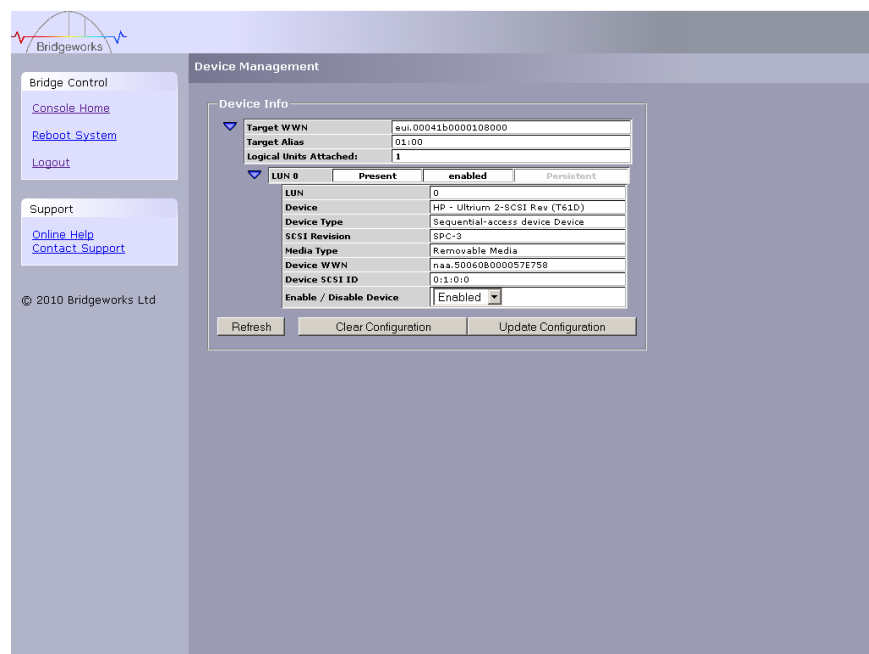 Bridgeworks
Device Management
Bridge Control
Console Home
Reboot System
Logout
Support
Online Help
Contact Support
© 2010 Bridgeworks Ltd
Device Info
Target WWN eui.00041b0000108000
Target Alias 01:00
Logical Units Attached: 1
LUN 0 Present enabled Persistent
LUN 0
Device HP - Ultrium 2-SCSI Rev (T61D)
Device Type Sequential-access device Device
SCSI Revision SPC-3
Media Type Removable Media
Device WWN naa.50060B000057E758
Device SCSI ID 0:1:0:0
Enable / Disable Device Enabled
Refresh Clear Configuration Update Configuration